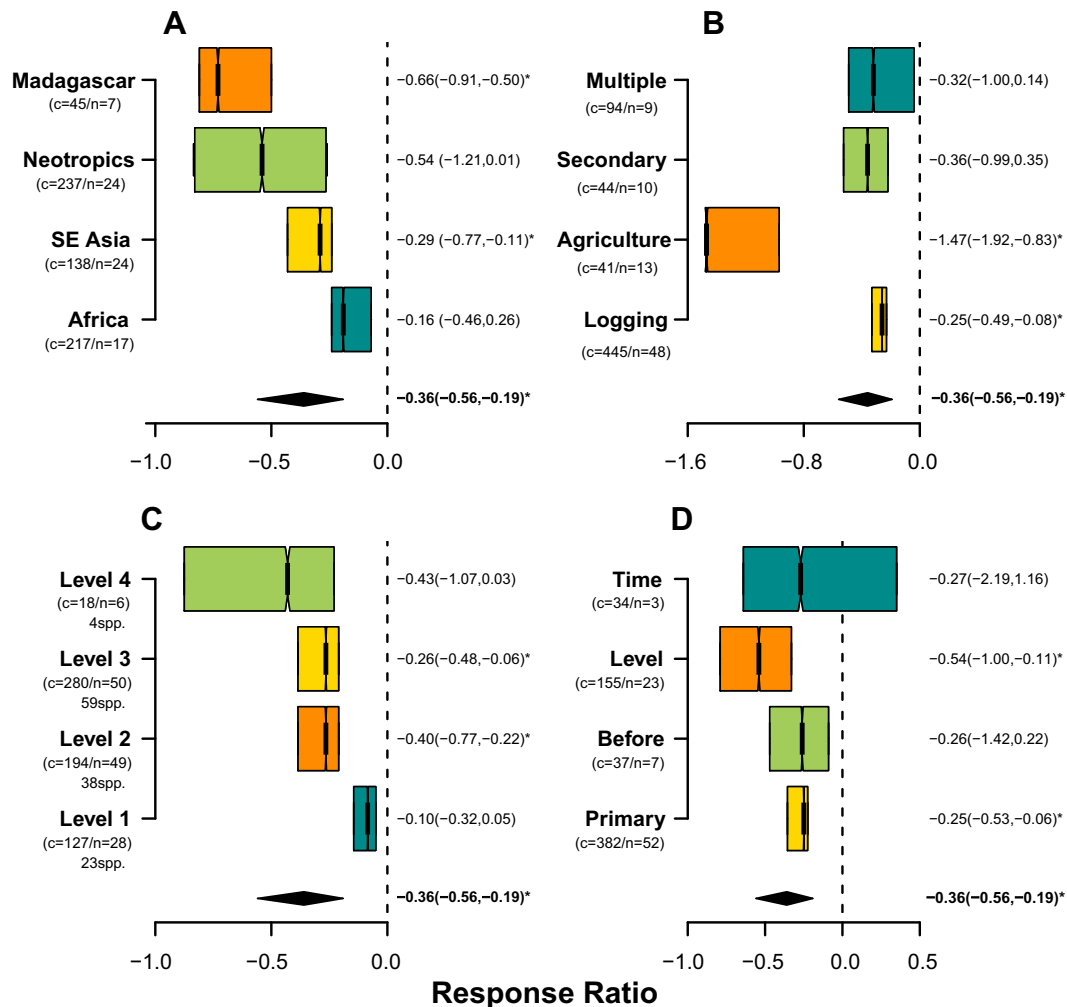 A
Madagascar
(c=45/n=7)
−0.66(−0.91,−0.50)*
Neotropics
(c=237/n=24)
−0.54 (−1.21,0.01)
SE Asia
(c=138/n=24)
−0.29 (−0.77,−0.11)*
Africa
(c=217/n=17)
−0.16 (−0.46,0.26)
−0.36(−0.56,−0.19)*
−1.0 −0.5 0.0
B
Multiple
(c=94/n=9)
−0.32(−1.00,0.14)
Secondary
(c=44/n=10)
−0.36(−0.99,0.35)
Agriculture
(c=41/n=13)
−1.47(−1.92,−0.83)*
Logging
(c=445/n=48)
−0.25(−0.49,−0.08)*
−0.36(−0.56,−0.19)*
−1.6 −0.8 0.0
C
Level 4
(c=18/n=6)
4spp.
−0.43(−1.07,0.03)
Level 3
(c=280/n=50)
59spp.
−0.26(−0.48,−0.06)*
Level 2
(c=194/n=49)
38spp.
−0.40(−0.77,−0.22)*
Level 1
(c=127/n=28)
23spp.
−0.10(−0.32,0.05)
−0.36(−0.56,−0.19)*
−1.0 −0.5 0.0
D
Time
(c=34/n=3)
−0.27(−2.19,1.16)
Level
(c=155/n=23)
−0.54(−1.00,−0.11)*
Before
(c=37/n=7)
−0.26(−1.42,0.22)
Primary
(c=382/n=52)
−0.25(−0.53,−0.06)*
−0.36(−0.56,−0.19)*
−1.0 −0.5 0.0 0.5
Response Ratio